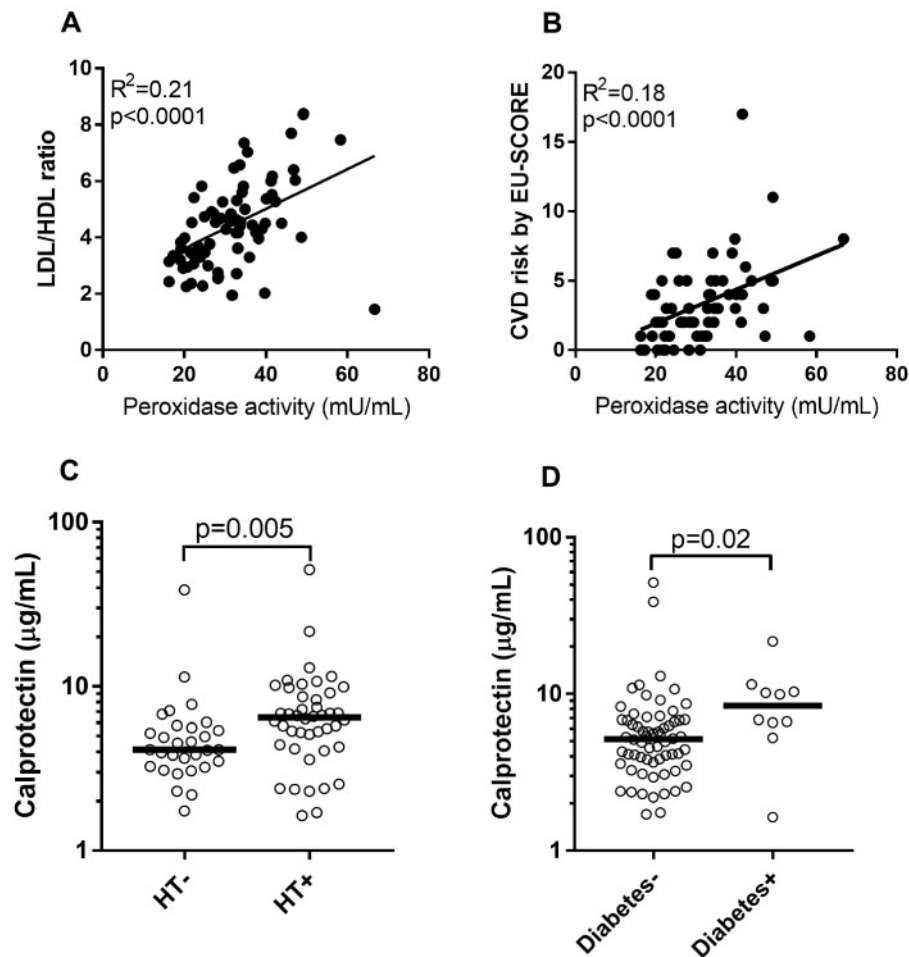 A
R²=0.21
p<0.0001
LDL/HDL ratio
10
8
6
4
2
0
0 20 40 60 80
Peroxidase activity (mU/mL)
B
R²=0.18
p<0.0001
CVD risk by EU-SCORE
20
15
10
5
0
0 20 40 60 80
Peroxidase activity (mU/mL)
C
p=0.005
Calprotectin (μg/mL)
100
10
1
HT-
HT+
D
p=0.02
Calprotectin (μg/mL)
100
10
1
Diabetes-
Diabetes+